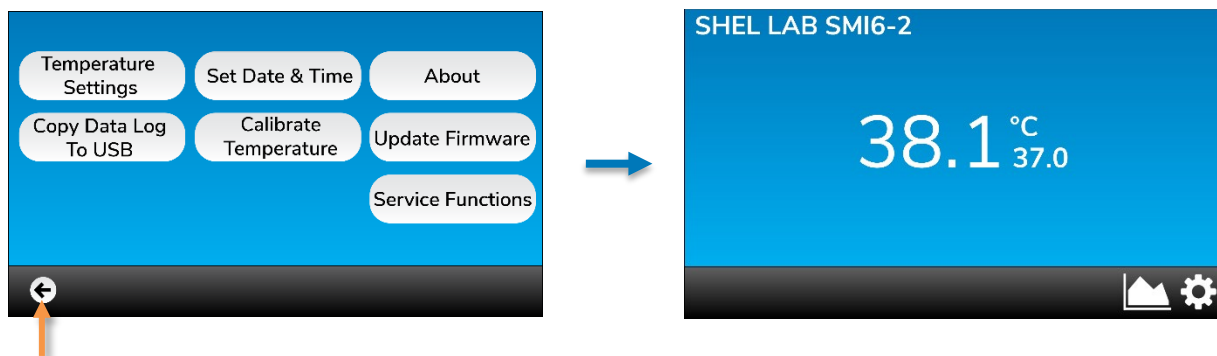 Temperature
Settings
Set Date & Time
About
Copy Data Log
To USB
Calibrate
Temperature
Update Firmware
Service Functions
SHEL LAB SMI6-2
38.1 °C
37.0